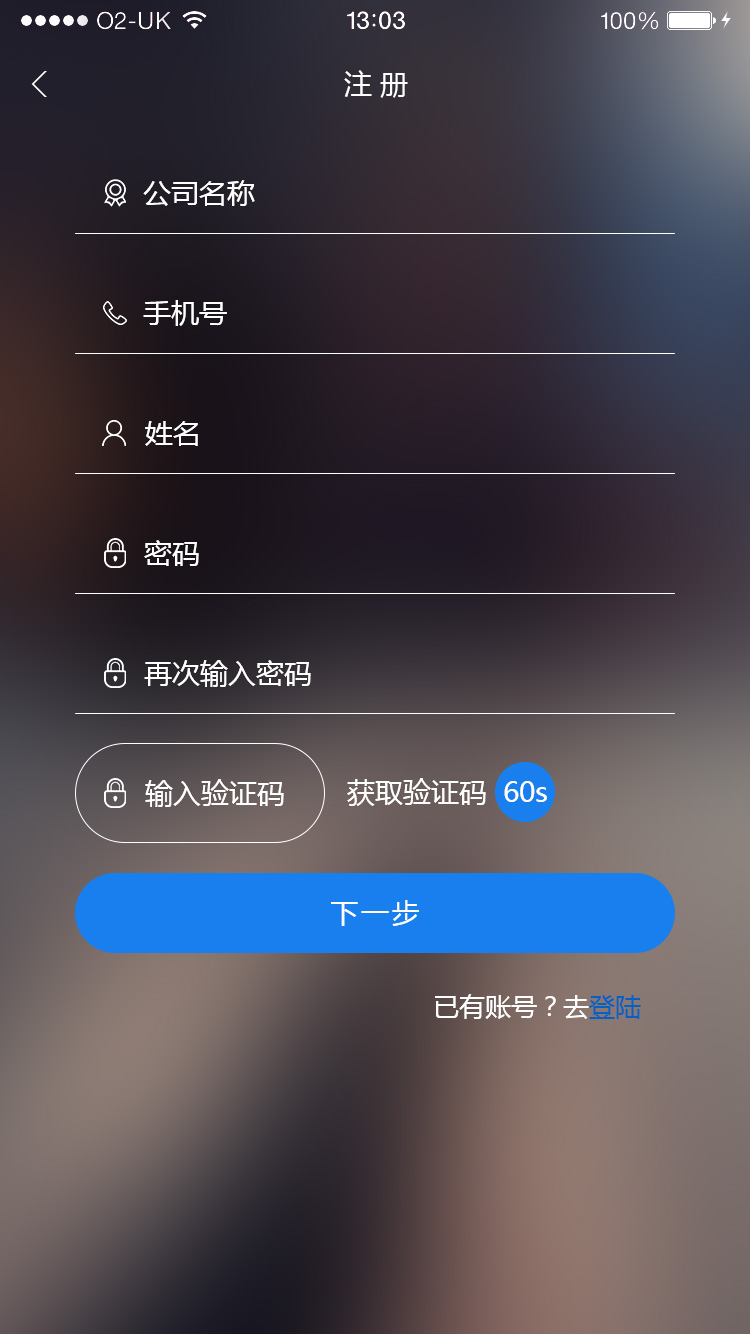 O2-UK 13:03 100%
注册
公司名称
手机号
姓名
密码
再次输入密码
输入验证码 获取验证码 60s
下一步
已有账号？去登陆